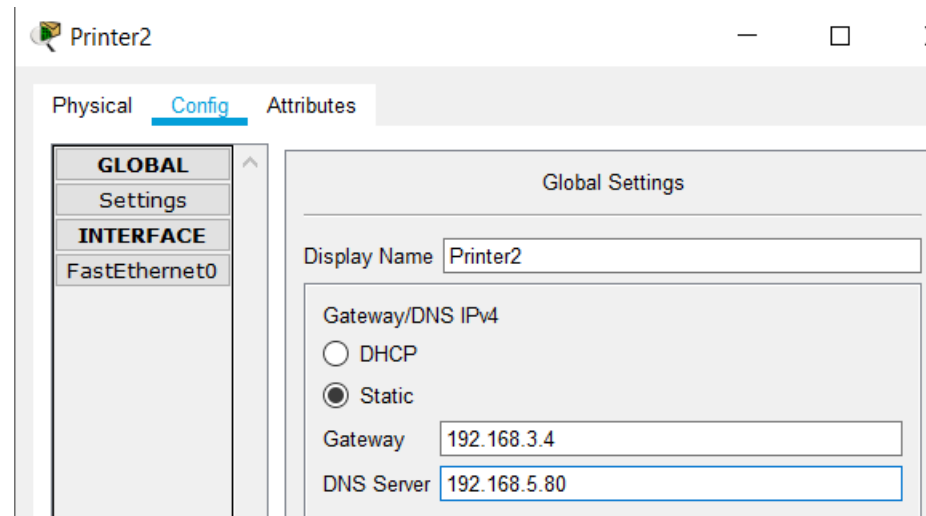 Printer2
Physical Config Attributes
GLOBAL
Settings
INTERFACE
FastEthernet0
Global Settings
Display Name Printer2
Gateway/DNS IPv4
DHCP
Static
Gateway 192.168.3.4
DNS Server 192.168.5.80